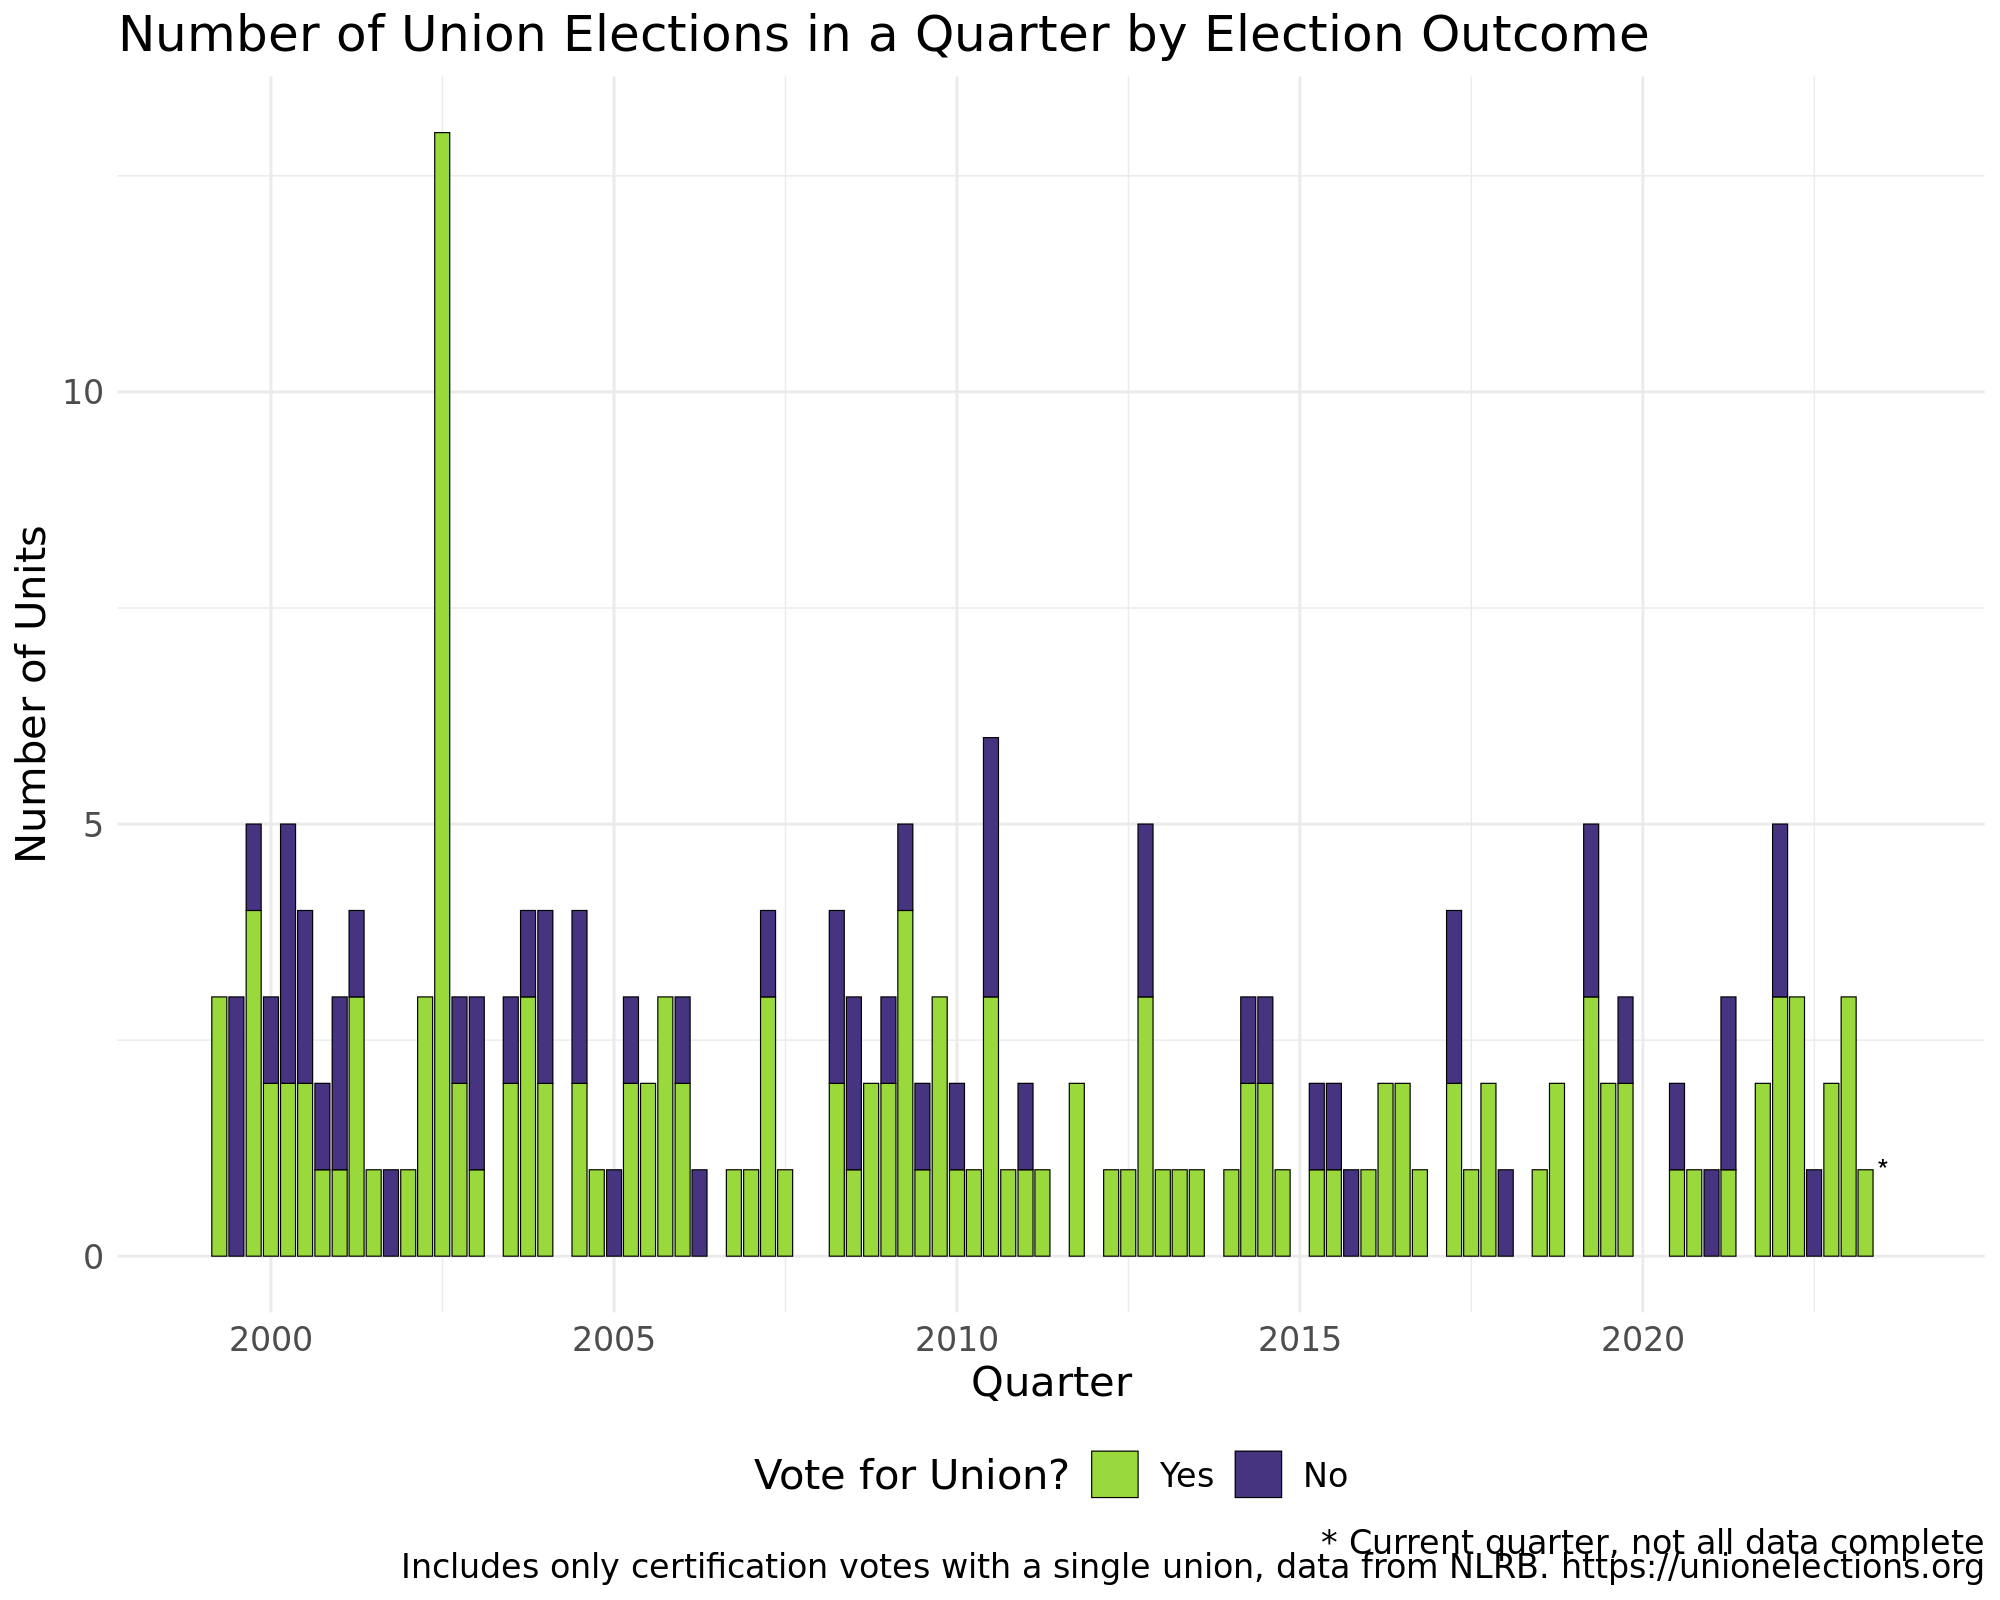 Number of Union Elections in a Quarter by Election Outcome
Number of Units
10
5
0
*
2000 2005 2010 2015 2020
Quarter
Vote for Union? Yes No
* Current quarter, not all data complete
Includes only certification votes with a single union, data from NLRB. https://unionelections.org